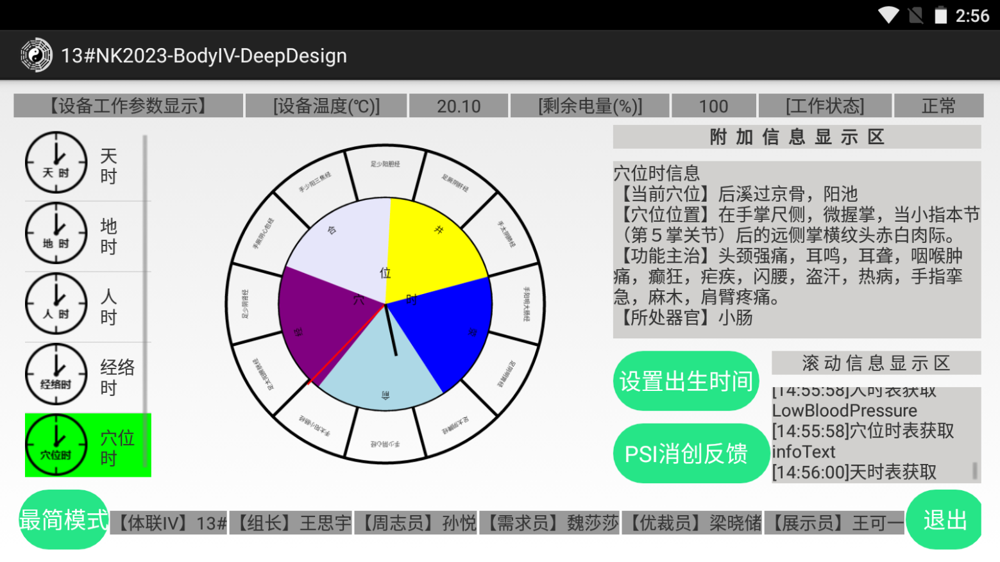 2:56
13#NK2023-BodyIV-DeepDesign
【设备工作参数显示】 [设备温度(℃)] 20.10 [剩余电量(%)] 100 [工作状态] 正常
天时
天
时
地时
地
时
人时
人
时
经络时
经络
时
穴位时
穴位
时
足少阳胆经
足厥阴肝经
手太阴肺经
手阳明大肠经
足阴明胃经
足太阴脾经
手少阴心经
手太阳小肠经
足太阳膀胱经
足少阴肾经
手厥阴心包经
手少阳三焦经
合
井
俞
位
穴
时
附加信息显示区
穴位时信息
【当前穴位】后溪过京骨，阳池
【穴位位置】在手掌尺侧，微握掌，当小指本节
（第５掌关节）后的远侧掌横纹头赤白肉际。
【功能主治】头颈强痛，耳鸣，耳聋，咽喉肿
痛，癫狂，疟疾，闪腰，盗汗，热病，手指挛
急，麻木，肩臂疼痛。
【所处器官】小肠
设置出生时间
PSI消创反馈
滚动信息显示区
[14:55:58]人时表获取
LowBloodPressure
[14:55:58]穴位时表获取
infoText
[14:56:00]天时表获取
最简模式
【体联IV】13# 【组长】王思宇 【周志员】孙悦 【需求员】魏莎莎 【优裁员】梁晓储 【展示员】王可一
退出